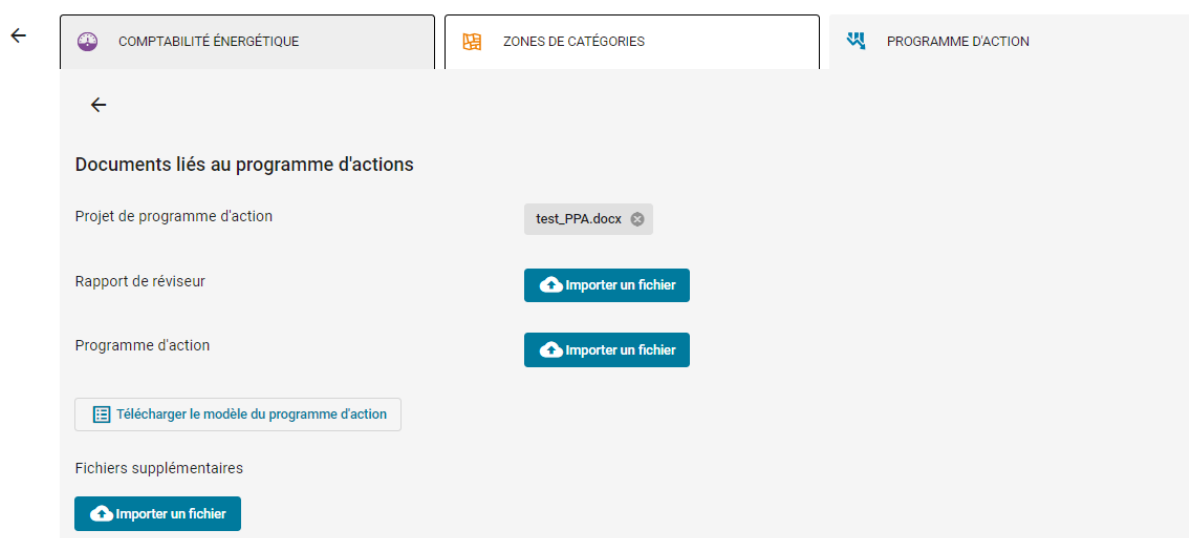 COMPTABILITÉ ÉNERGÉTIQUE
ZONES DE CATÉGORIES
PROGRAMME D'ACTION
Documents liés au programme d'actions
Projet de programme d'action
test_PPA.docx
Rapport de réviseur
Importer un fichier
Programme d'action
Importer un fichier
Télécharger le modèle du programme d'action
Fichiers supplémentaires
Importer un fichier